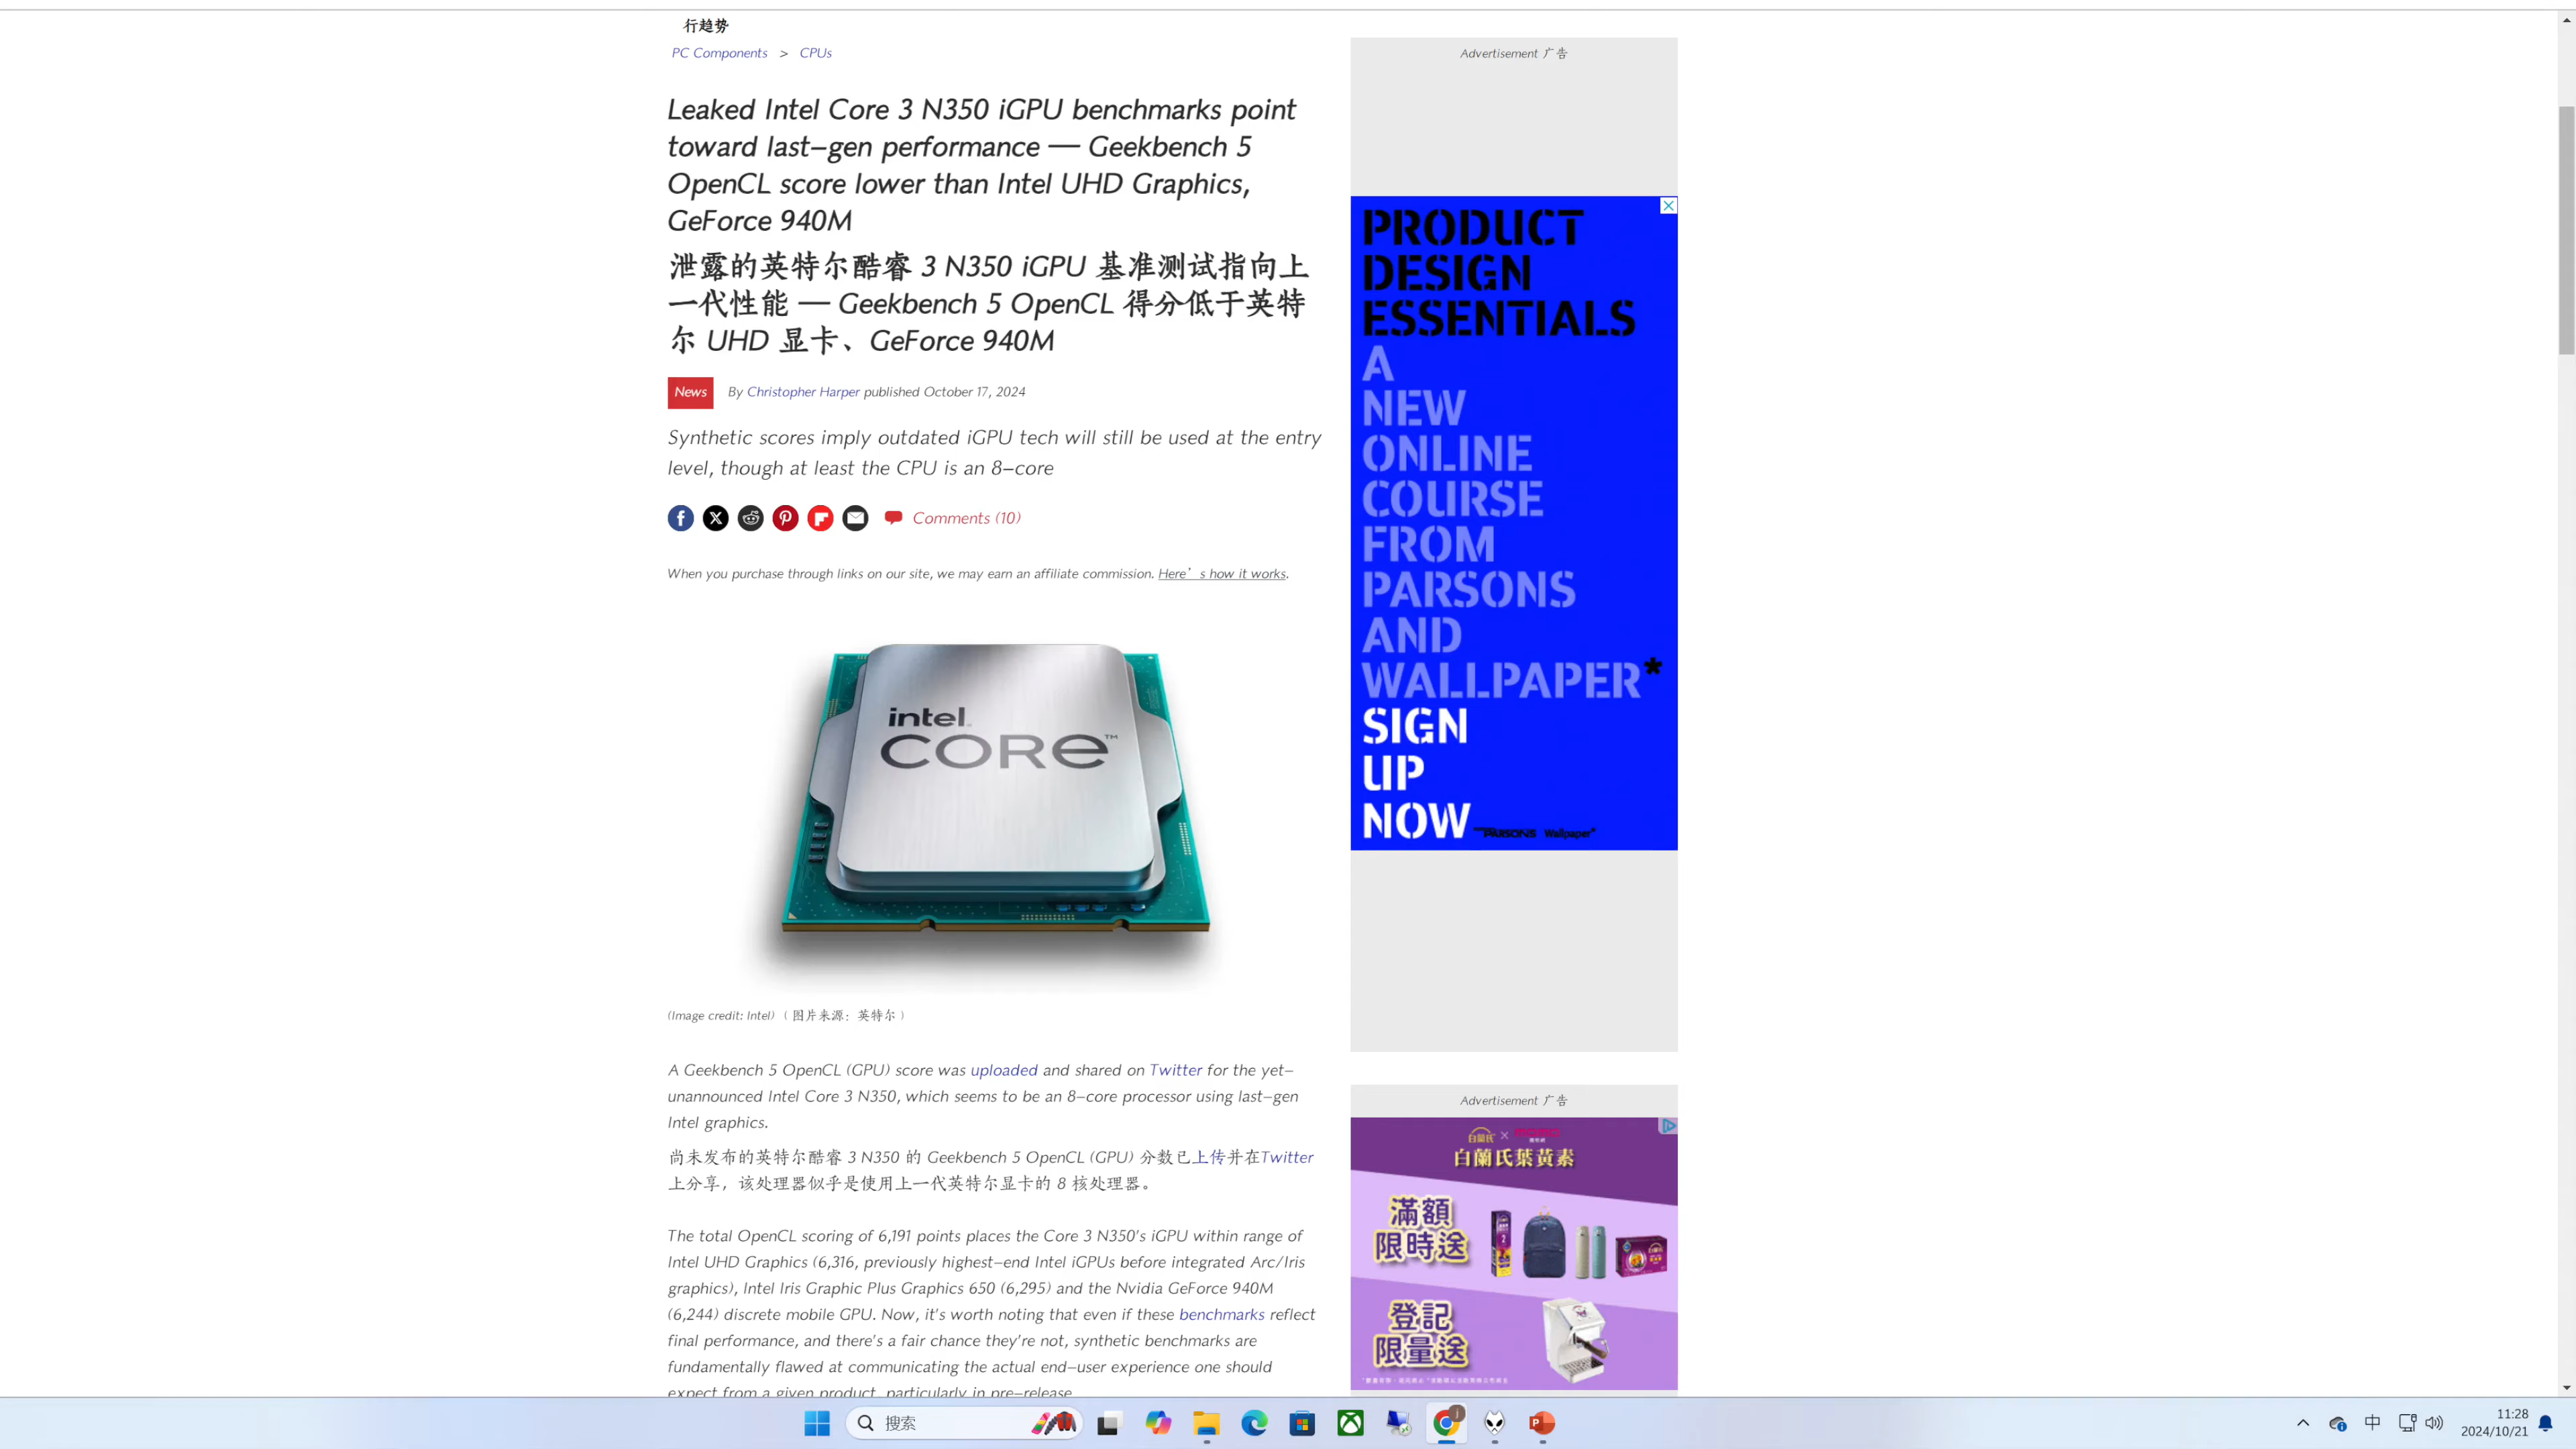 行趋势
PC Components > CPUs
Leaked Intel Core 3 N350 iGPU benchmarks point
toward last-gen performance — Geekbench 5
OpenCL score lower than Intel UHD Graphics,
GeForce 940M
泄露的英特尔酷睿 3 N350 iGPU 基准测试指向上
一代性能 — Geekbench 5 OpenCL 得分低于英特
尔 UHD 显卡、GeForce 940M
News By Christopher Harper published October 17, 2024
Synthetic scores imply outdated iGPU tech will still be used at the entry
level, though at least the CPU is an 8-core
Comments (10)
When you purchase through links on our site, we may earn an affiliate commission. Here's how it works.
intel.
CORE™
(Image credit: Intel) （图片来源：英特尔）
A Geekbench 5 OpenCL (GPU) score was uploaded and shared on Twitter for the yet-
unannounced Intel Core 3 N350, which seems to be an 8-core processor using last-gen
Intel graphics.
尚未发布的英特尔酷睿 3 N350 的 Geekbench 5 OpenCL (GPU) 分数已上传并在Twitter
上分享，该处理器似乎是使用上一代英特尔显卡的 8 核处理器。
The total OpenCL scoring of 6,191 points places the Core 3 N350's iGPU within range of
Intel UHD Graphics (6,316, previously highest-end Intel iGPUs before integrated Arc/Iris
graphics), Intel Iris Graphic Plus Graphics 650 (6,295) and the Nvidia GeForce 940M
(6,244) discrete mobile GPU. Now, it's worth noting that even if these benchmarks reflect
final performance, and there's a fair chance they're not, synthetic benchmarks are
fundamentally flawed at communicating the actual end-user experience one should
expect from a given product, particularly in pre-release
Advertisement 广告
PRODUCT
DESIGN
ESSENTIALS
A
NEW
ONLINE
COURSE
FROM
PARSONS
AND
WALLPAPER*
SIGN
UP
NOW
PARSONS Wallpaper*
Advertisement 广告
白蘭氏 ×
白蘭氏葉黃素
滿額
限時送
登記
限量送
搜索
中
11:28
2024/10/21